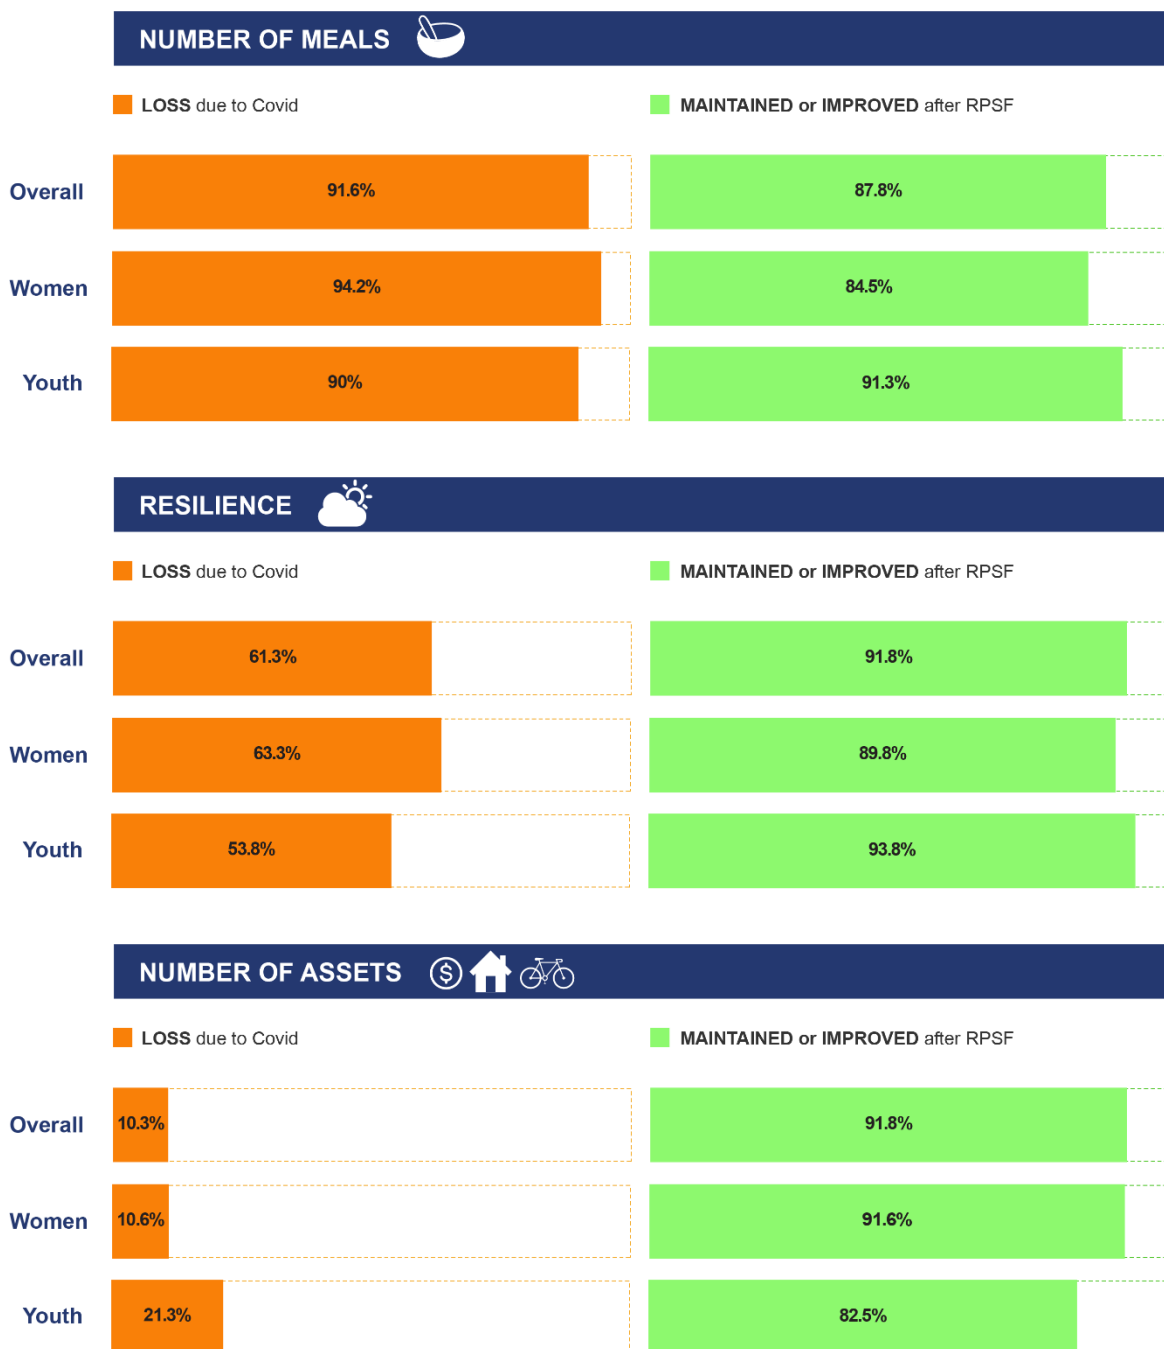 NUMBER OF MEALS
LOSS due to Covid
MAINTAINED or IMPROVED after RPSF
Overall 91.6% 87.8%
Women 94.2% 84.5%
Youth 90% 91.3%
RESILIENCE
LOSS due to Covid
MAINTAINED or IMPROVED after RPSF
Overall 61.3% 91.8%
Women 63.3% 89.8%
Youth 53.8% 93.8%
NUMBER OF ASSETS
$
LOSS due to Covid
MAINTAINED or IMPROVED after RPSF
Overall 10.3% 91.8%
Women 10.6% 91.6%
Youth 21.3% 82.5%